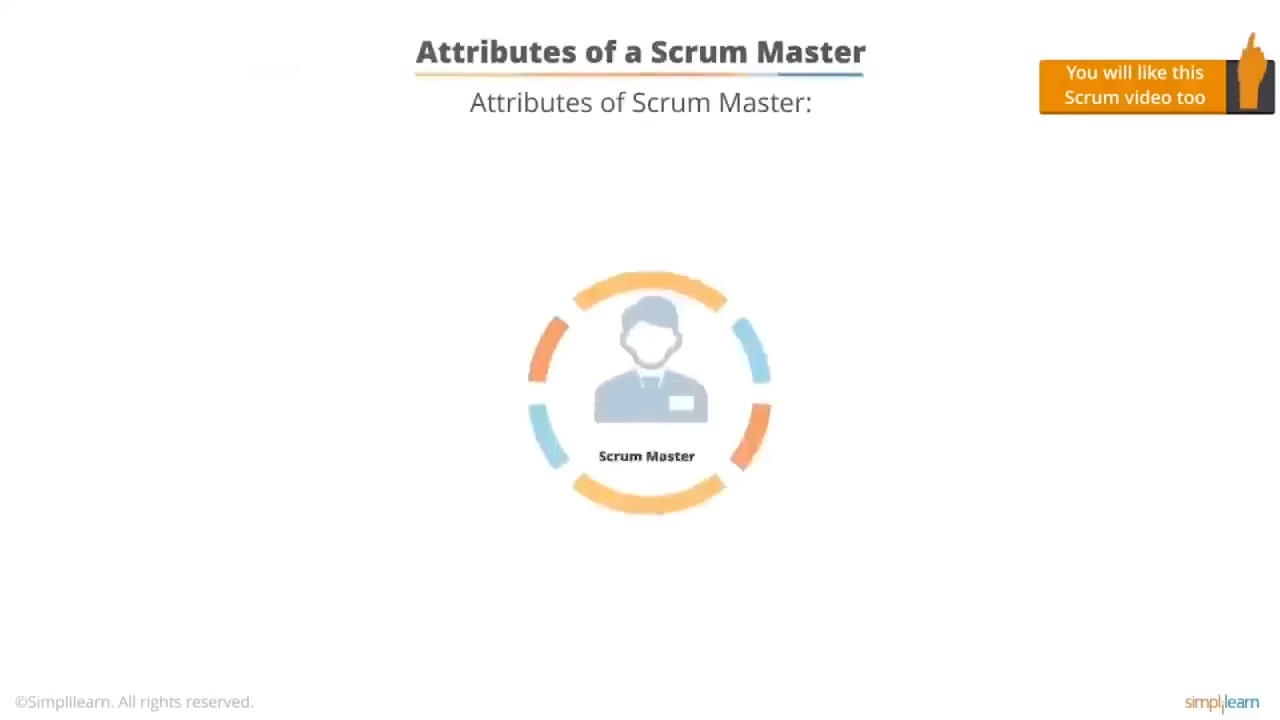 Attributes of a Scrum Master
Attributes of Scrum Master:
You will like this
Scrum video too
Scrum Master
©Simplilearn. All rights reserved.
simplilearn